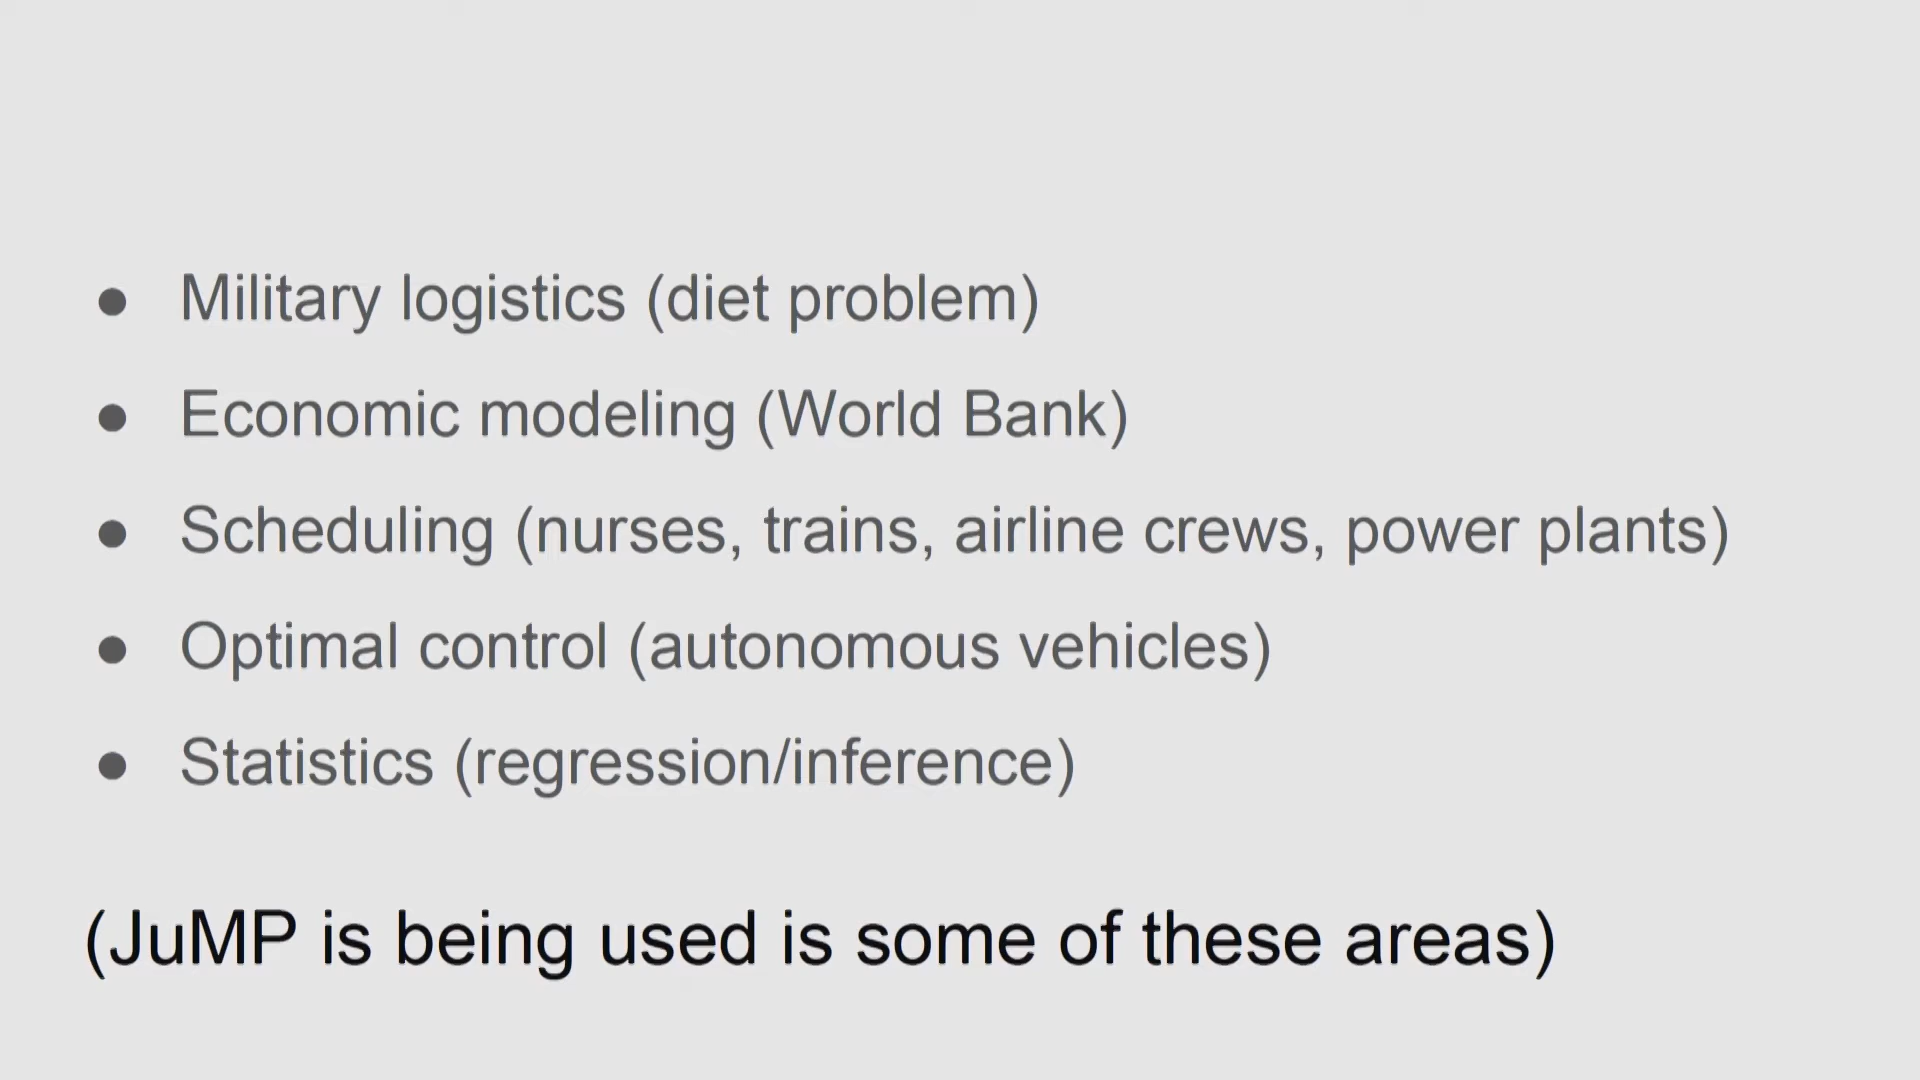 ● Military logistics (diet problem)
● Economic modeling (World Bank)
● Scheduling (nurses, trains, airline crews, power plants)
● Optimal control (autonomous vehicles)
● Statistics (regression/inference)
(JuMP is being used is some of these areas)